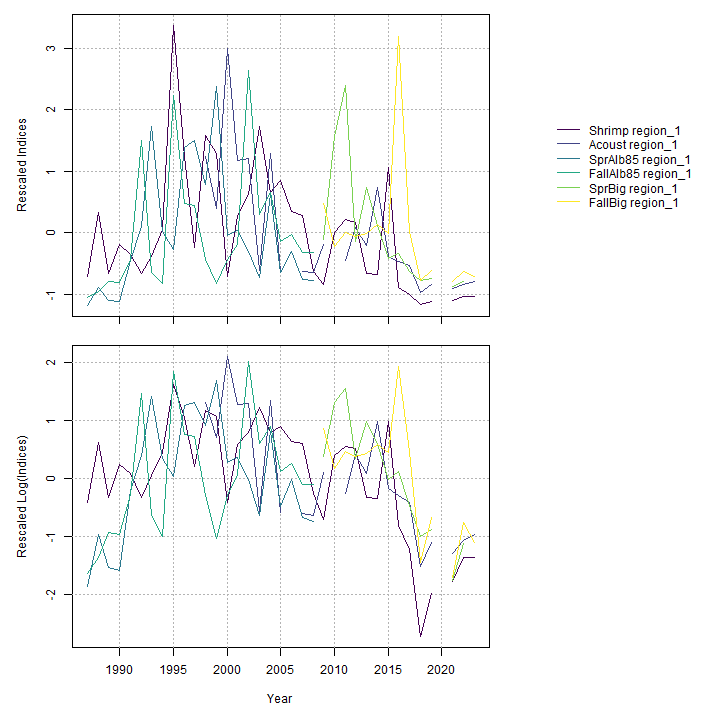 Rescaled Indices
3
2
1
0
-1
Shrimp region_1
Acoust region_1
SprAlb85 region_1
FallAlb85 region_1
SprBig region_1
FallBig region_1
Rescaled Log(Indices)
2
1
0
-1
-2
1990 1995 2000 2005 2010 2015 2020
Year